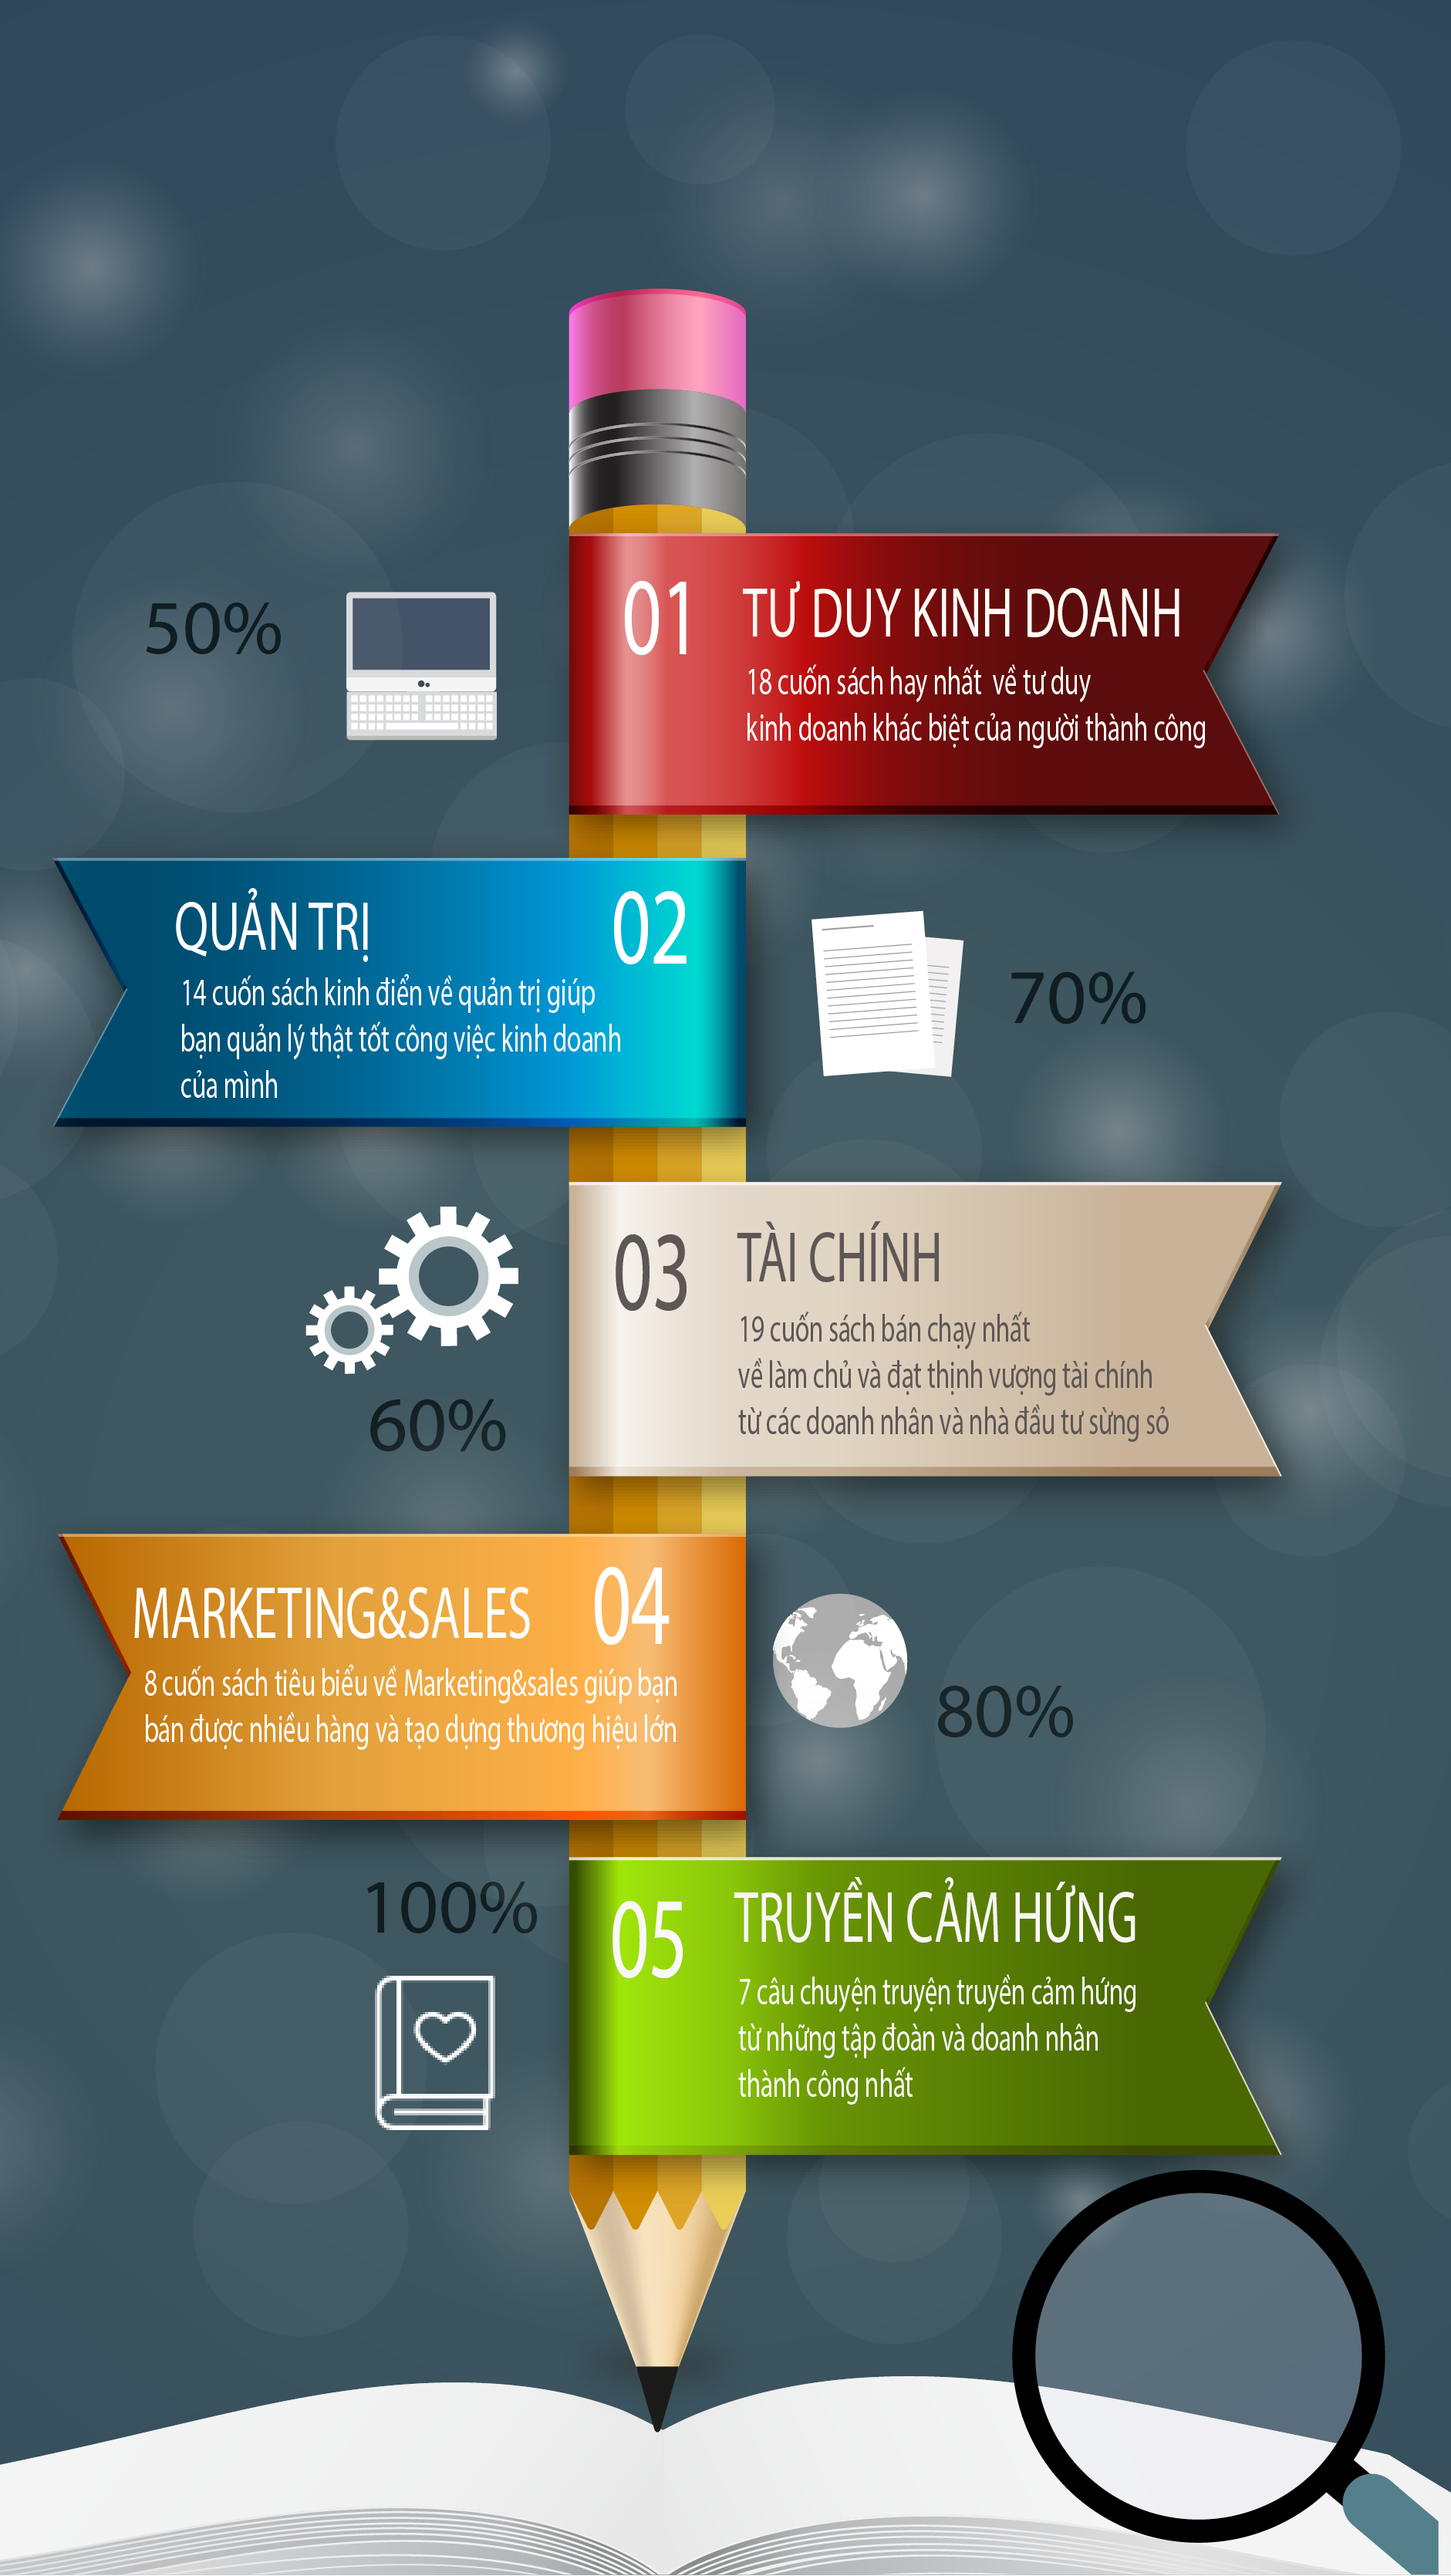 50%
01
TƯ DUY KINH DOANH
18 cuốn sách hay nhất về tư duy
kinh doanh khác biệt của người thành công
QUẢN TRỊ
02
14 cuốn sách kinh điển về quản trị giúp
bạn quản lý thật tốt công việc kinh doanh
của mình
70%
03
TÀI CHÍNH
19 cuốn sách bán chạy nhất
về làm chủ và đạt thịnh vượng tài chính
từ các doanh nhân và nhà đầu tư sừng sỏ
60%
MARKETING&SALES
04
8 cuốn sách tiêu biểu về Marketing&sales giúp bạn
bán được nhiều hàng và tạo dựng thương hiệu lớn
80%
100%
05
TRUYỀN CẢM HỨNG
7 câu chuyện truyện truyền cảm hứng
từ những tập đoàn và doanh nhân
thành công nhất